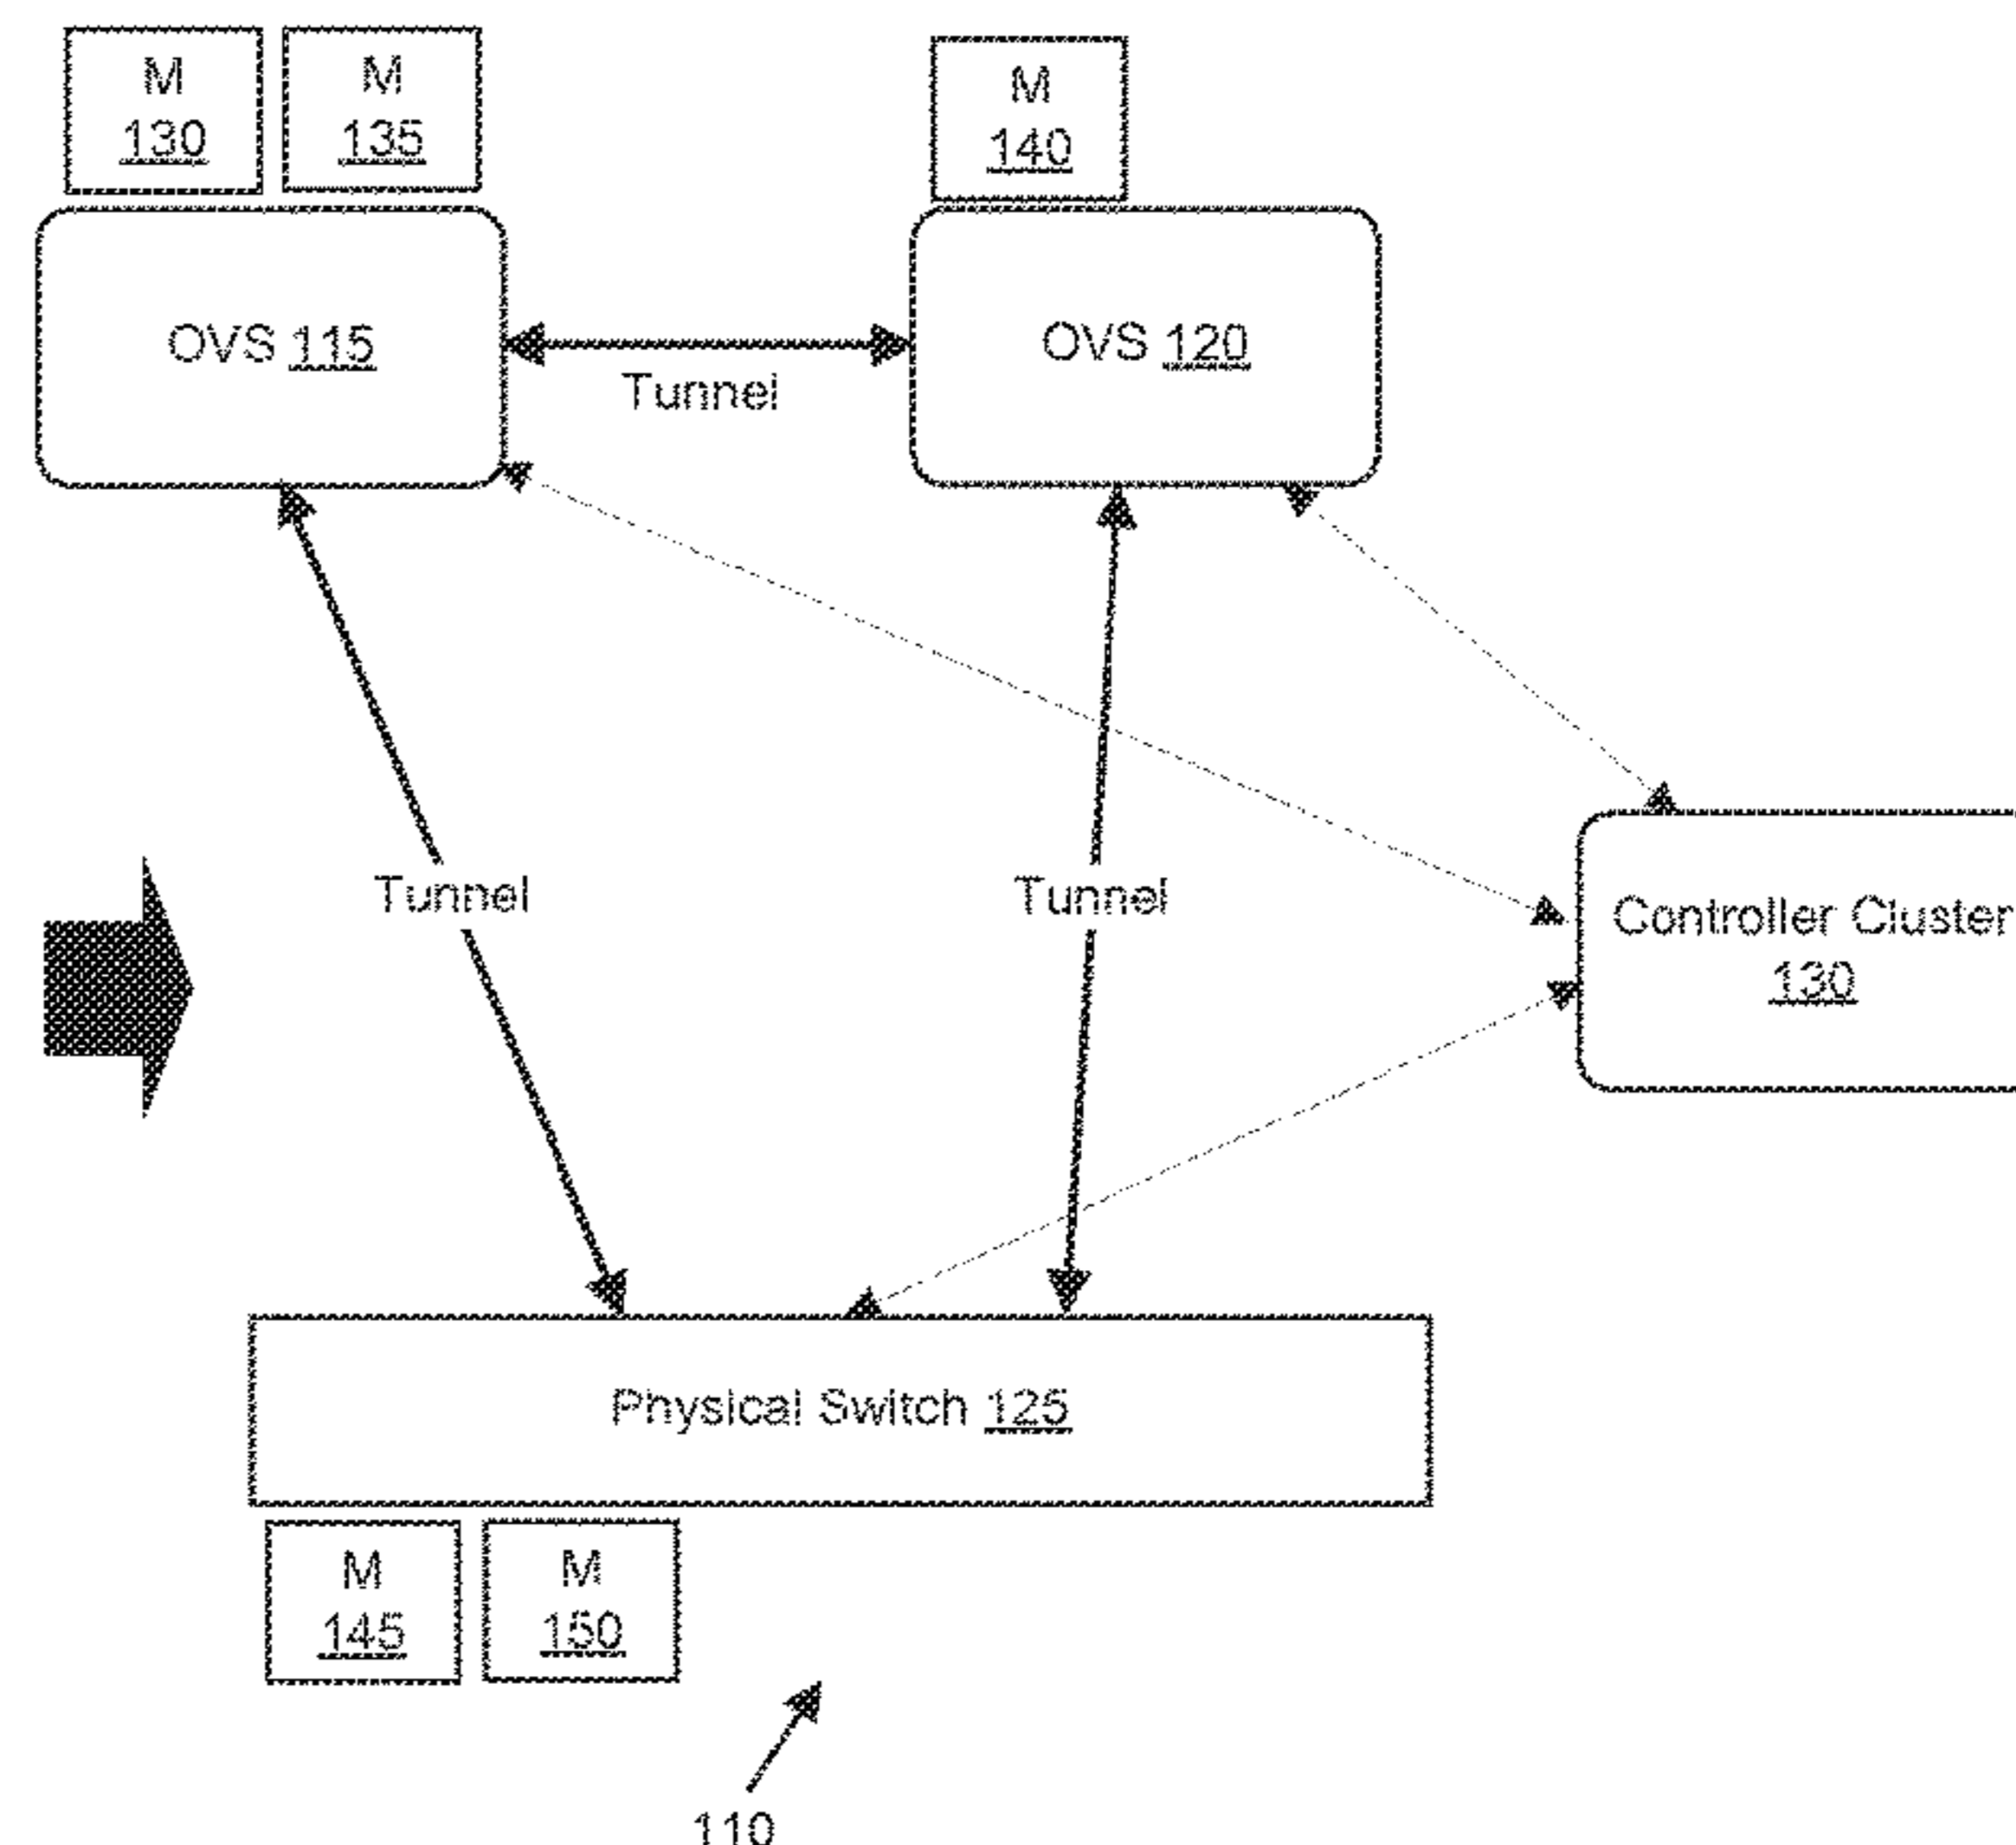 M
130
M
135
M
140
OVS 115
OVS 120
Tunnel
Tunnel
Tunnel
Controller Cluster
130
Physical Switch 125
M
145
M
150
110